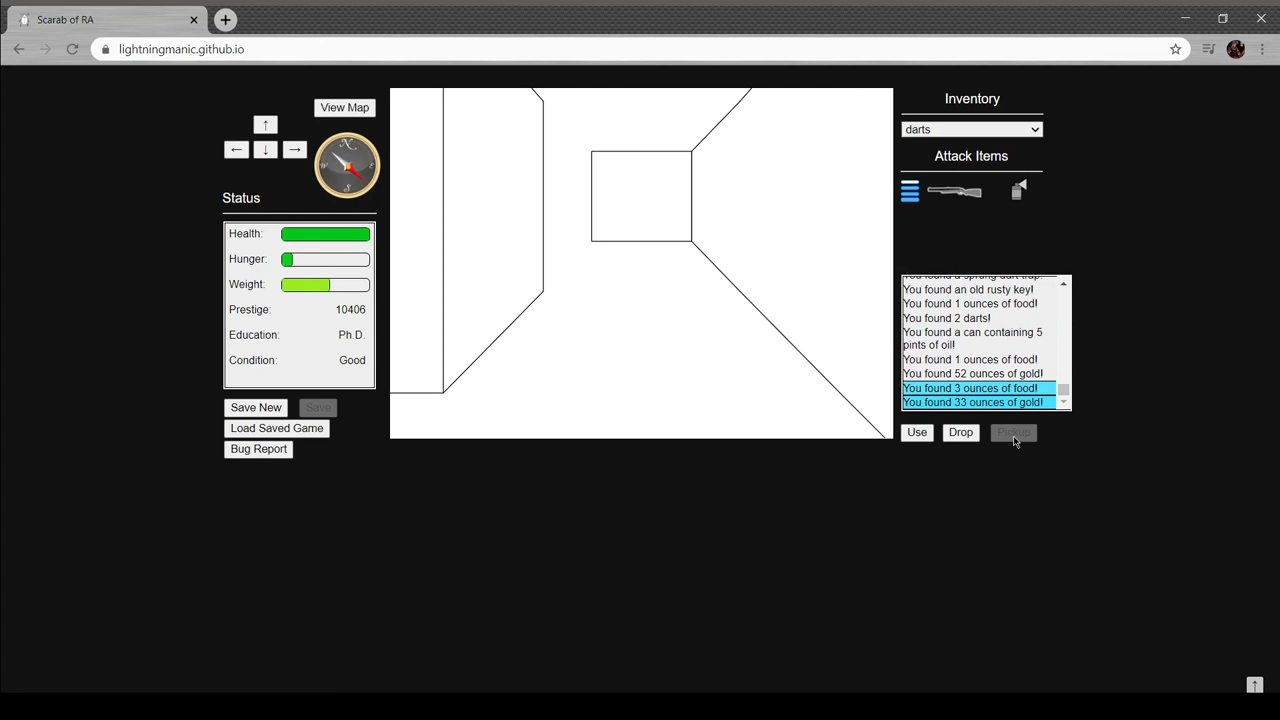 Scarab of RA
lightningmanic.github.io
View Map
Status
Health:
Hunger:
Weight:
Prestige: 10406
Education: Ph.D.
Condition: Good
Save New Save
Load Saved Game
Bug Report
Inventory
darts
Attack Items
You found an old rusty key!
You found 1 ounces of food!
You found 2 darts!
You found a can containing 5
pints of oil!
You found 1 ounces of food!
You found 52 ounces of gold!
You found 3 ounces of food!
You found 33 ounces of gold!
Use Drop Pickup